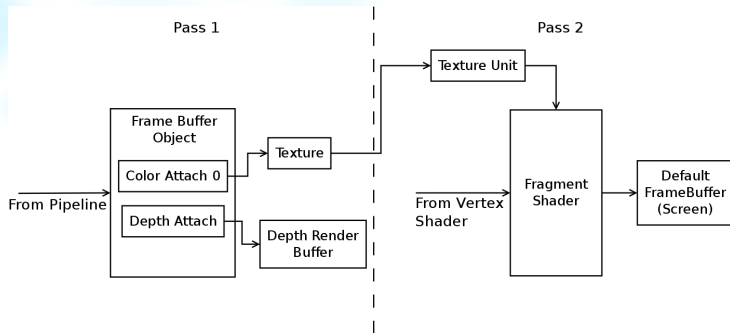 Pass 1
Pass 2
Texture Unit
Frame Buffer
Object
Texture
Color Attach 0
From Pipeline
Depth Attach
Depth Render
Buffer
From Vertex
Shader
Fragment
Shader
Default
FrameBuffer
(Screen)